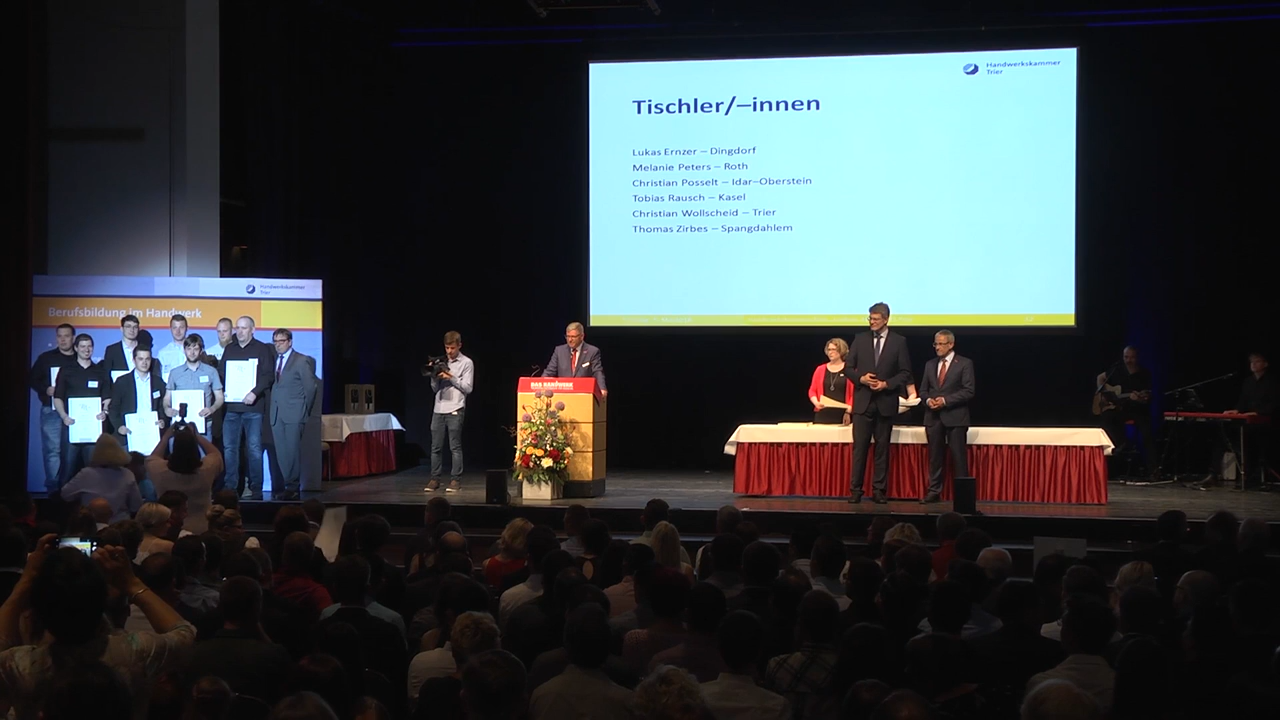 Handwerkskammer
Trier
Tischler/–innen
Lukas Ernzer – Dingdorf
Melanie Peters – Roth
Christian Posselt – Idar–Oberstein
Tobias Rausch – Kasel
Christian Wollscheid – Trier
Thomas Zirbes – Spangdahlem
Handwerkskammer
Trier
Berufsbildung im Handwerk
DAS HANDWERK